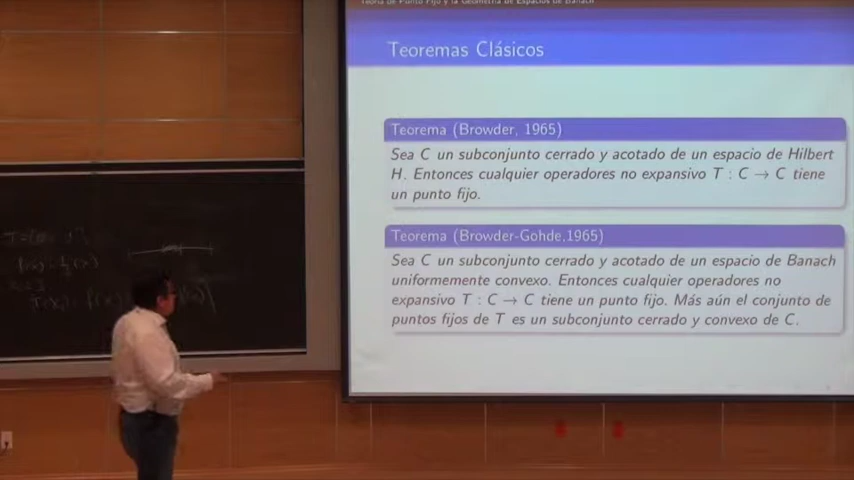 Teoría de Punto Fijo y la Geometría de Espacios de Banach
Teoremas Clásicos
Teorema (Browder, 1965)
Sea C un subconjunto cerrado y acotado de un espacio de Hilbert
H. Entonces cualquier operadores no expansivo T : C → C tiene
un punto fijo.
Teorema (Browder-Gohde,1965)
Sea C un subconjunto cerrado y acotado de un espacio de Banach
uniformemente convexo. Entonces cualquier operadores no
expansivo T : C → C tiene un punto fijo. Más aún el conjunto de
puntos fijos de T es un subconjunto cerrado y convexo de C.